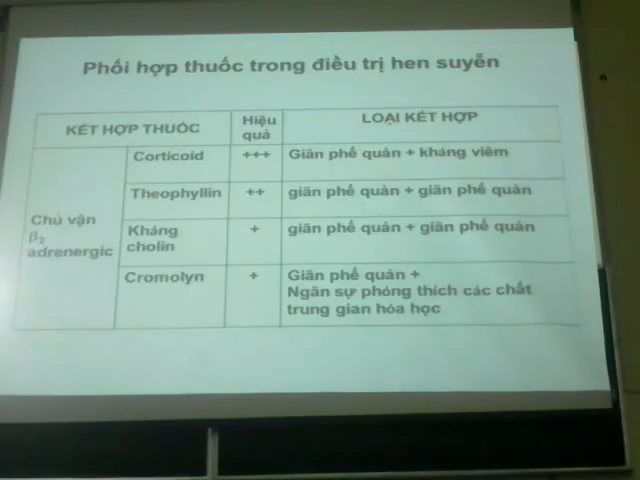 Phối hợp thuốc trong điều trị hen suyễn
KẾT HỢP THUỐC
Hiệu
quả
LOẠI KẾT HỢP
Chủ vận
β2
adrenergic
Corticoid
+++
Giãn phế quản + kháng viêm
Theophyllin
++
giãn phế quản + giãn phế quản
Kháng
cholin
+
giãn phế quản + giãn phế quản
Cromolyn
+
Giãn phế quản +
Ngăn sự phóng thích các chất
trung gian hóa học